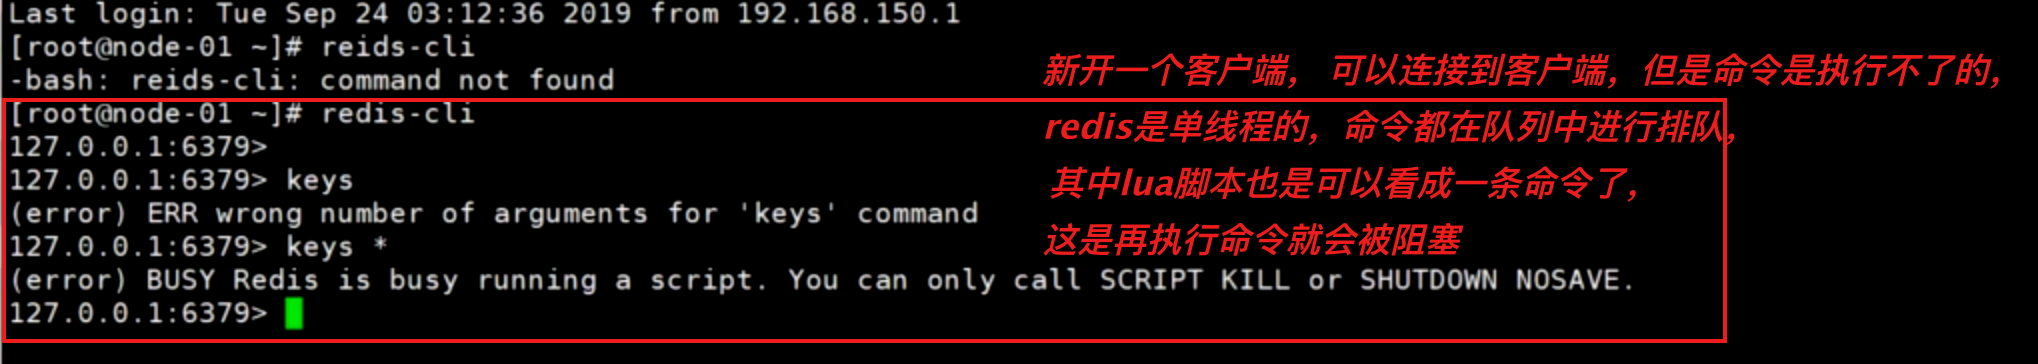 Last login: Tue Sep 24 03:12:36 2019 from 192.168.150.1
[root@node-01 ~]# reids-cli
-bash: reids-cli: command not found
新开一个客户端， 可以连接到客户端，但是命令是执行不了的，
[root@node-01 ~]# redis-cli
redis是单线程的，命令都在队列中进行排队，
127.0.0.1:6379>
127.0.0.1:6379> keys
其中lua脚本也是可以看成一条命令了，
(error) ERR wrong number of arguments for 'keys' command
127.0.0.1:6379> keys *
这是再执行命令就会被阻塞
(error) BUSY Redis is busy running a script. You can only call SCRIPT KILL or SHUTDOWN NOSAVE.
127.0.0.1:6379>